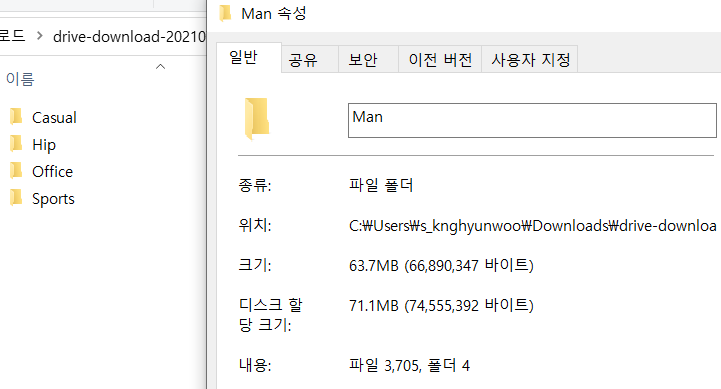 Man 속성
로드 > drive-download-20210
일반
공유
보안
이전 버전
사용자 지정
이름
Casual
Hip
Office
Sports
Man
종류: 파일 폴더
위치: C:₩Users₩s_knghyunwoo₩Downloads₩drive-downloa
크기: 63.7MB (66,890,347 바이트)
디스크 할
당 크기:
71.1MB (74,555,392 바이트)
내용: 파일 3,705, 폴더 4